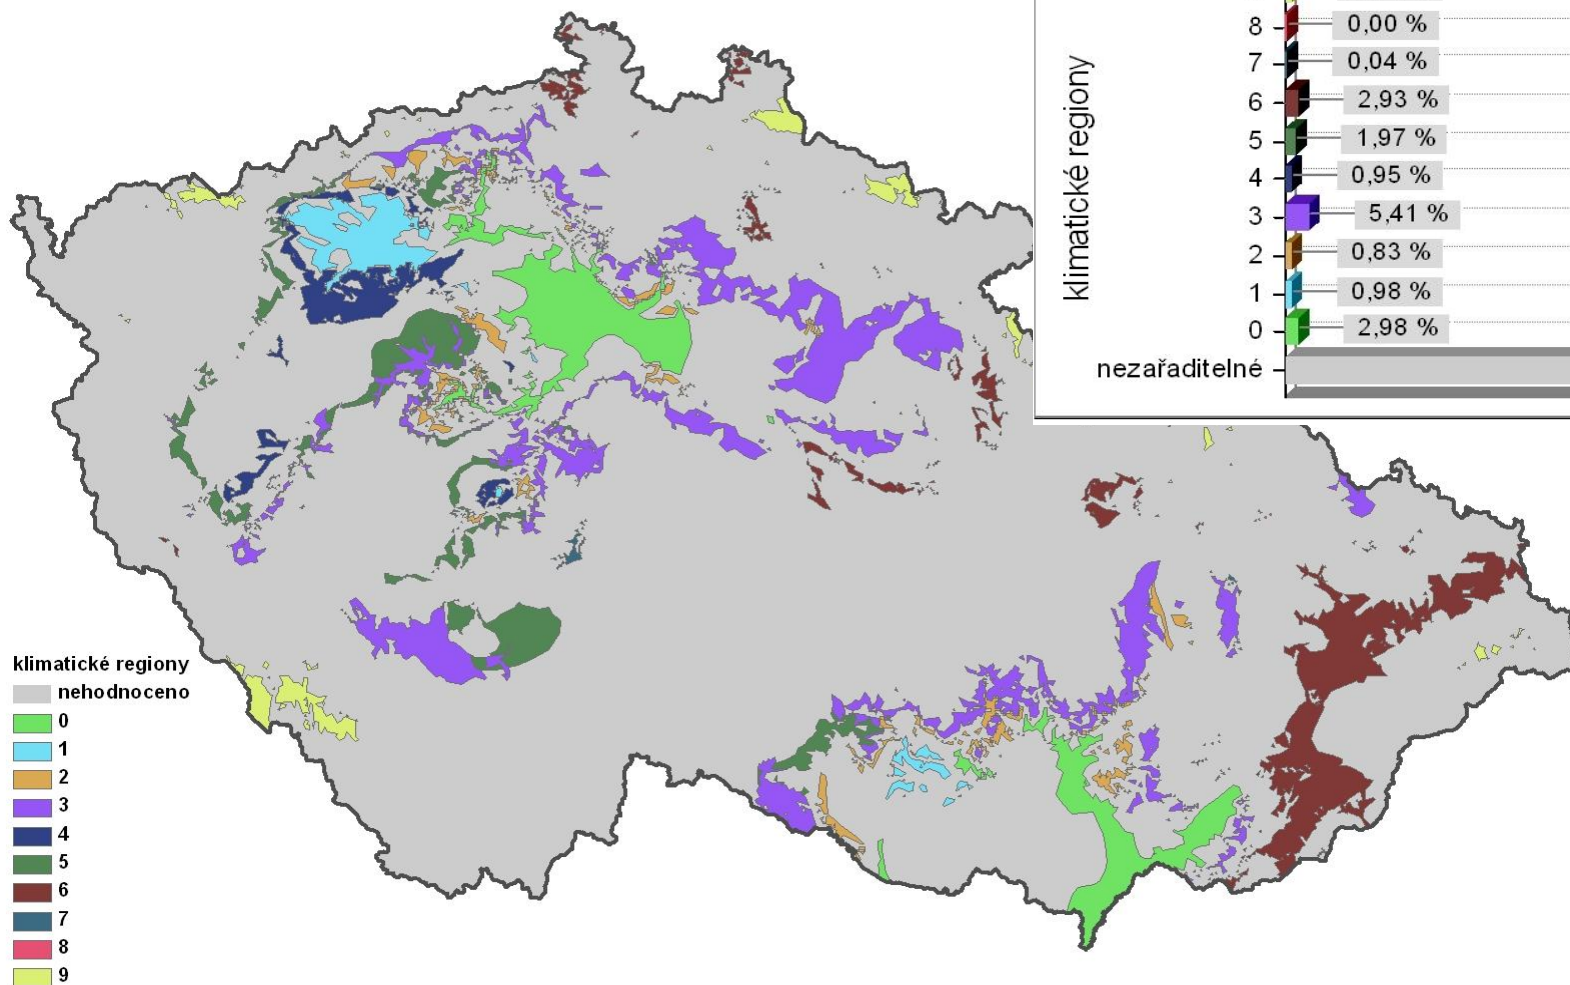 klimatické regiony
8 0,00 %
7 0,04 %
6 2,93 %
5 1,97 %
4 0,95 %
3 5,41 %
2 0,83 %
1 0,98 %
0 2,98 %
nezařaditelné
klimatické regiony
nehodnoceno
0
1
2
3
4
5
6
7
8
9